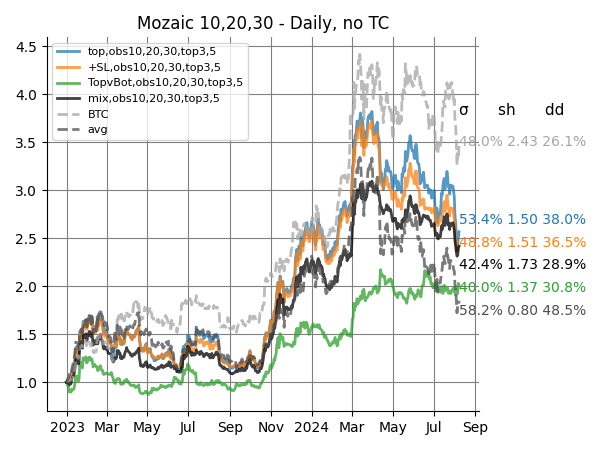 Mozaic 10,20,30 - Daily, no TC
top,obs10,20,30,top3,5
+SL,obs10,20,30,top3,5
TopvBot,obs10,20,30,top3,5
mix,obs10,20,30,top3,5
BTC
avg
4.5
4.0
3.5
3.0
2.5
2.0
1.5
1.0
σ sh dd
48.0% 2.43 26.1%
53.4% 1.50 38.0%
48.8% 1.51 36.5%
42.4% 1.73 28.9%
40.0% 1.37 30.8%
58.2% 0.80 48.5%
2023 Mar May Jul Sep Nov 2024 Mar May Jul Sep